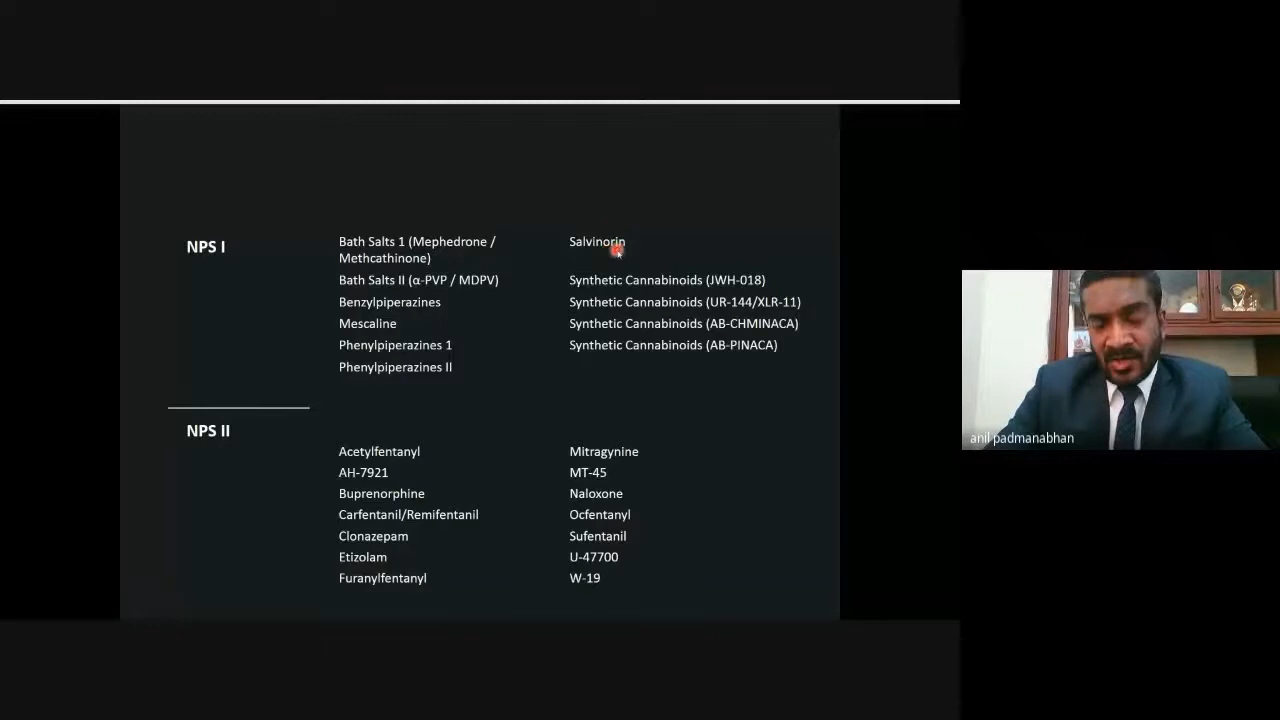 NPS I
Bath Salts 1 (Mephedrone /
Methcathinone)
Bath Salts II (α-PVP / MDPV)
Benzylpiperazines
Mescaline
Phenylpiperazines 1
Phenylpiperazines II
Salvinorin
Synthetic Cannabinoids (JWH-018)
Synthetic Cannabinoids (UR-144/XLR-11)
Synthetic Cannabinoids (AB-CHMINACA)
Synthetic Cannabinoids (AB-PINACA)
NPS II
Acetylfentanyl
AH-7921
Buprenorphine
Carfentanil/Remifentanil
Clonazepam
Etizolam
Furanylfentanyl
Mitragynine
MT-45
Naloxone
Ocfentanyl
Sufentanil
U-47700
W-19
anil padmanabhan